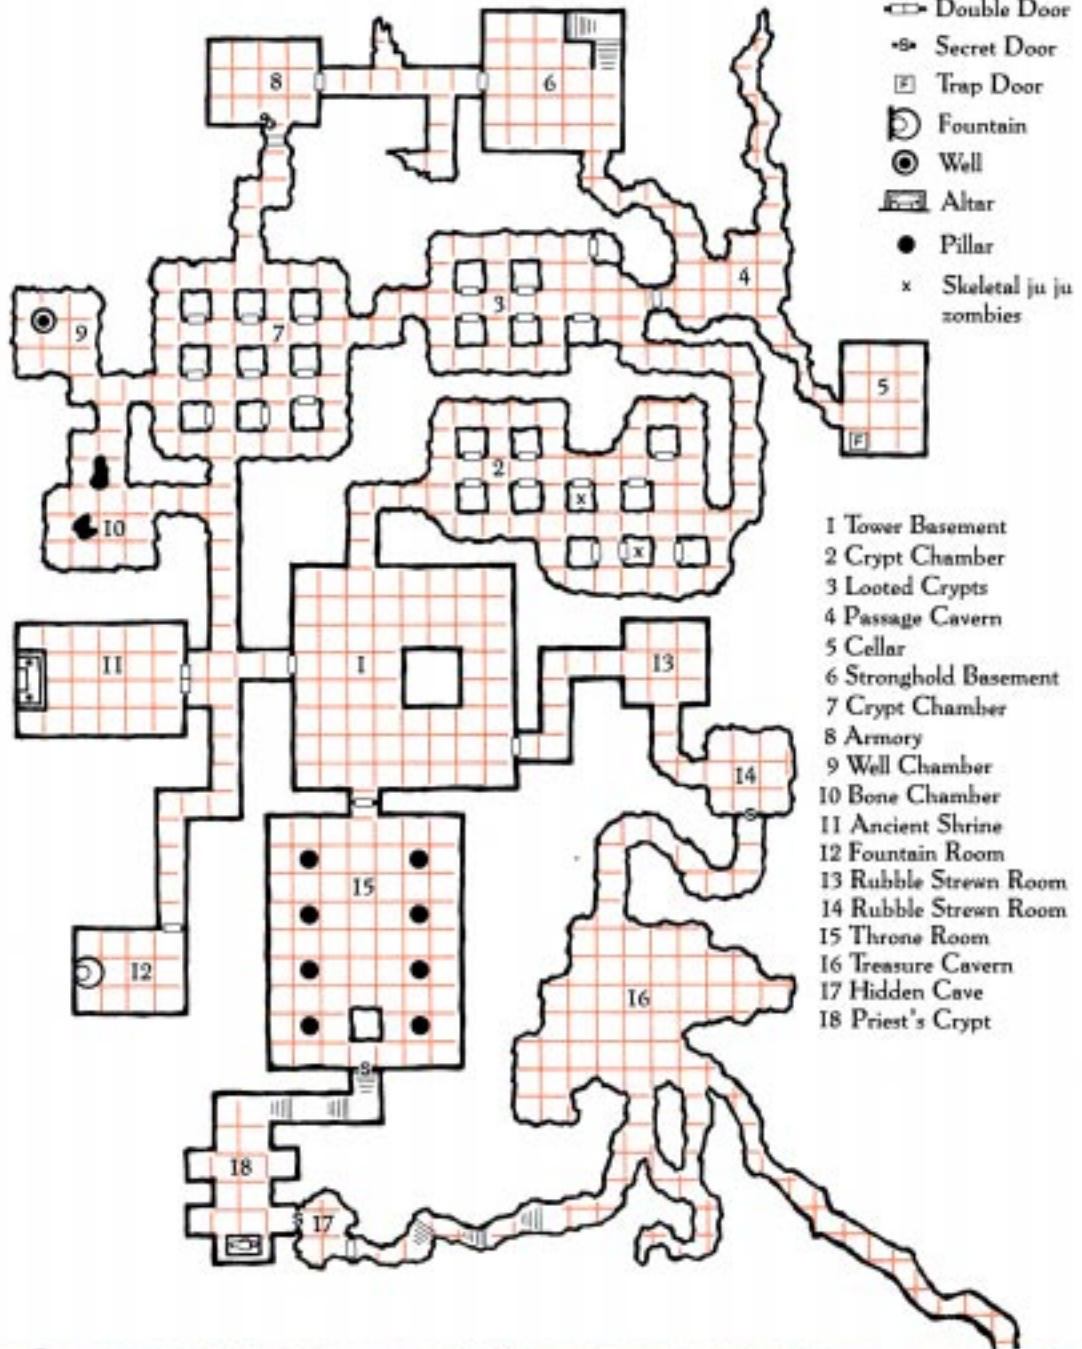 Double Door
S Secret Door
F Trap Door
Fountain
Well
Altar
Pillar
x Skeletal ju ju
zombies
8
6
4
3
9
7
5
F
2
x
10
x
1 Tower Basement
2 Crypt Chamber
3 Looted Crypts
4 Passage Cavern
5 Cellar
6 Stronghold Basement
7 Crypt Chamber
8 Armory
9 Well Chamber
10 Bone Chamber
11 Ancient Shrine
12 Fountain Room
13 Rubble Strewn Room
14 Rubble Strewn Room
15 Throne Room
16 Treasure Cavern
17 Hidden Cave
18 Priest's Crypt
11
1
13
14
S
15
12
16
S
18
S
17